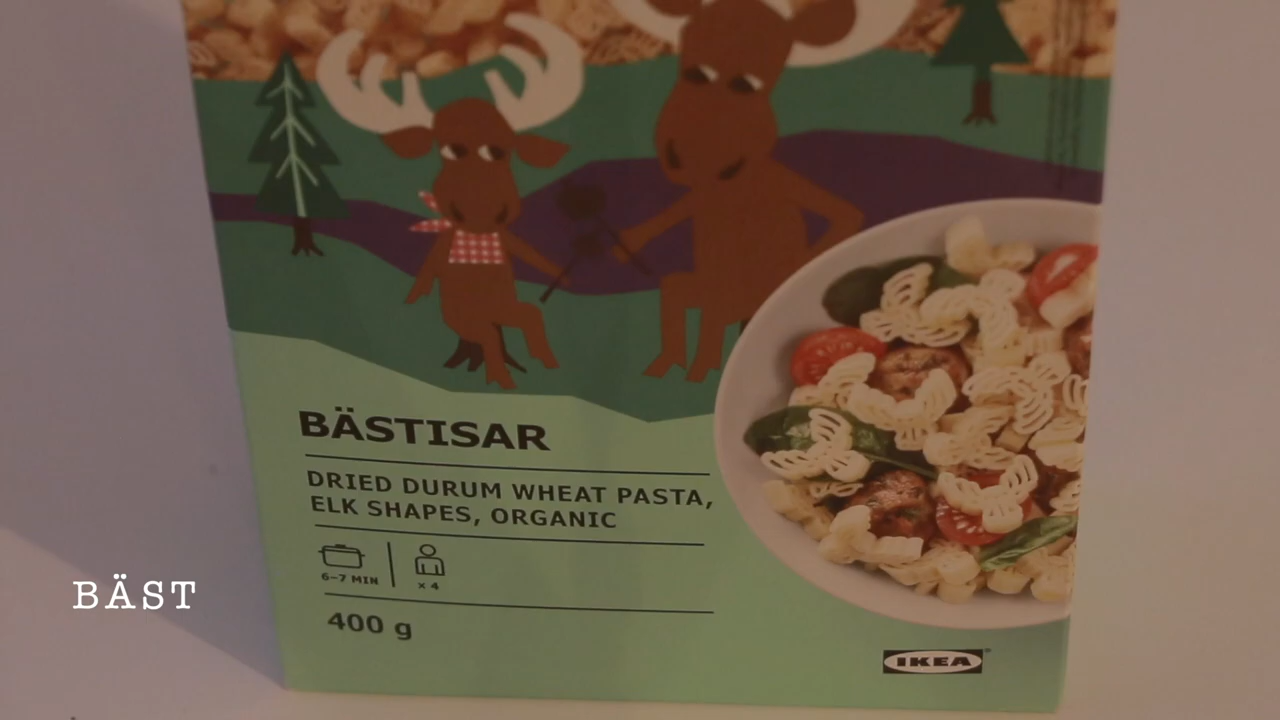 BÄSTISAR
DRIED DURUM WHEAT PASTA,
ELK SHAPES, ORGANIC
6-7 MIN
x 4
400 g
BÄST
IKEA